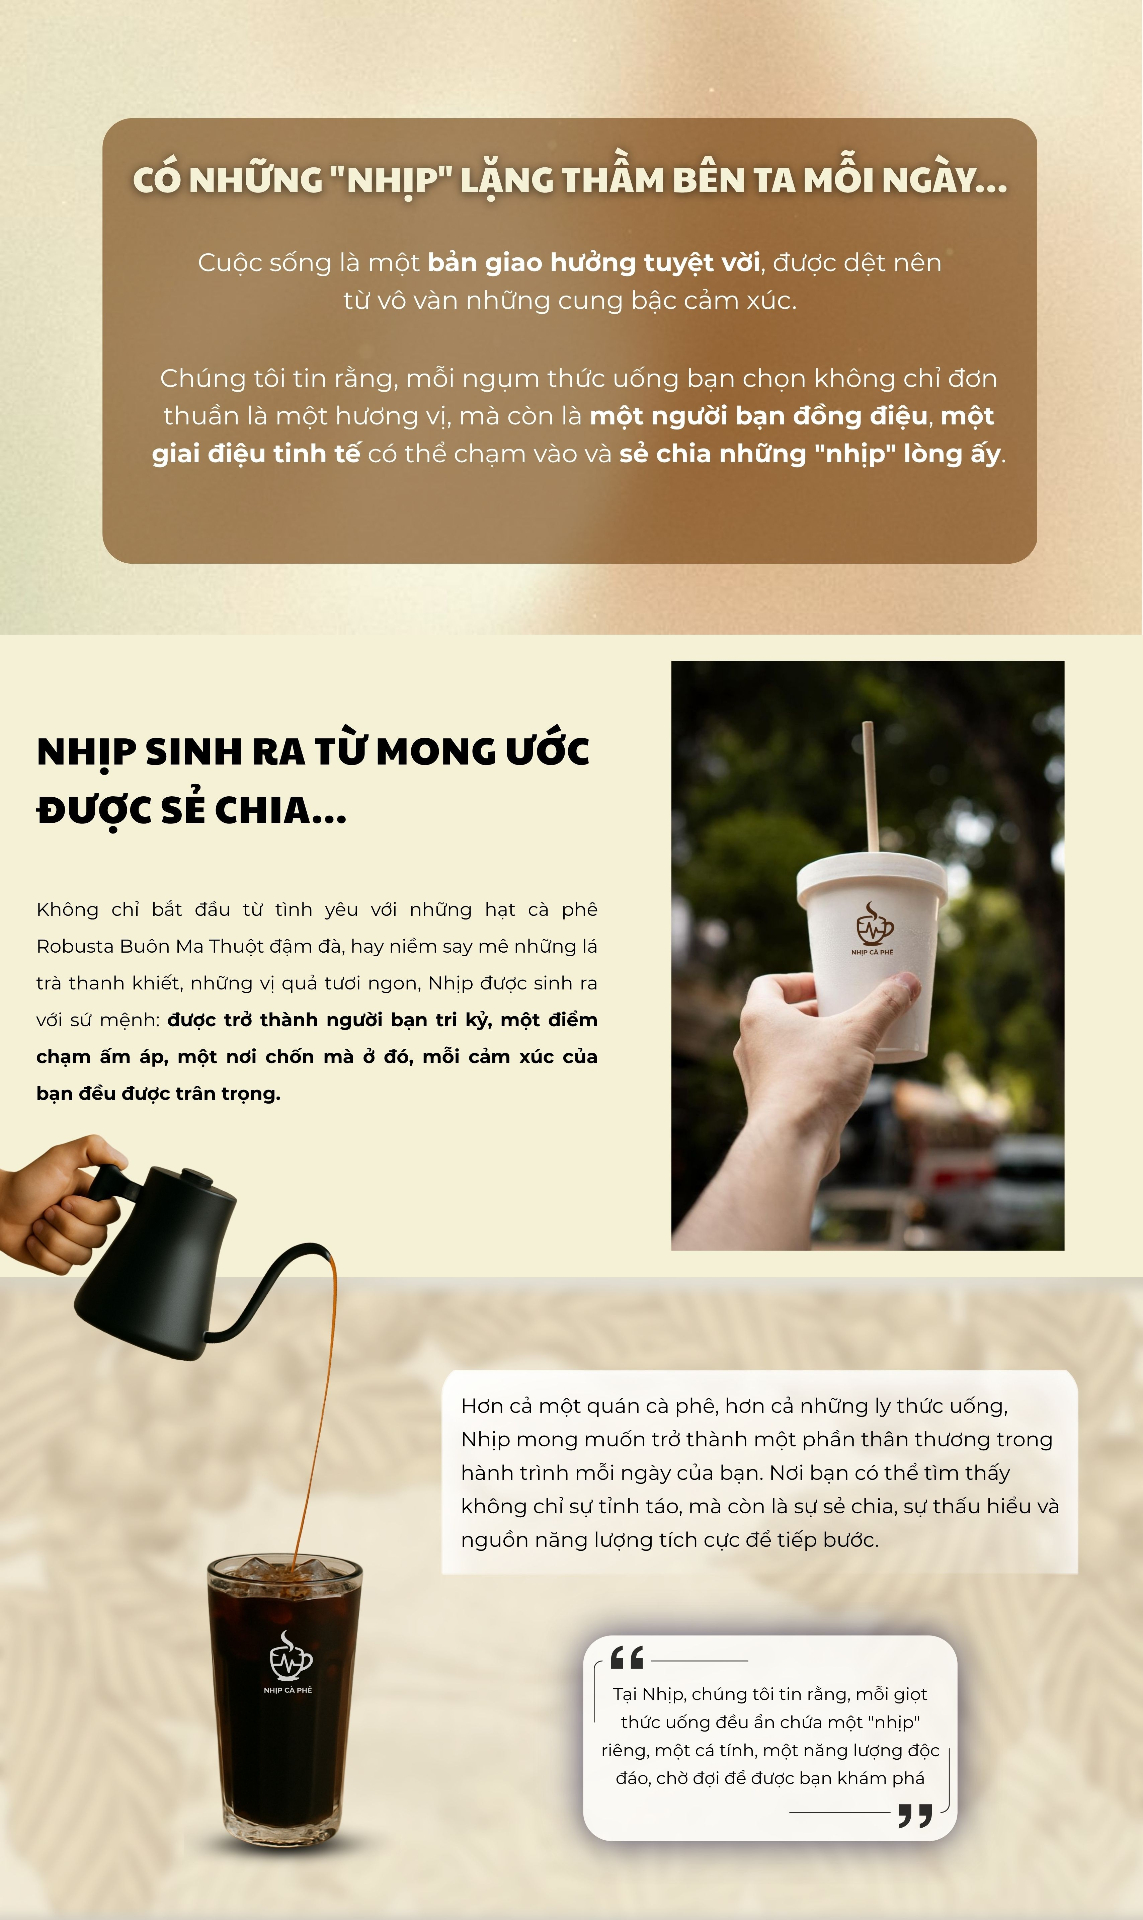 CÓ NHỮNG "NHỊP" LẶNG THẦM BÊN TA MỖI NGÀY...
Cuộc sống là một bản giao hưởng tuyệt vời, được dệt nên
từ vô vàn những cung bậc cảm xúc.
Chúng tôi tin rằng, mỗi ngụm thức uống bạn chọn không chỉ đơn
thuần là một hương vị, mà còn là một người bạn đồng điệu, một
giai điệu tinh tế có thể chạm vào và sẻ chia những "nhịp" lòng ấy.
NHỊP SINH RA TỪ MONG ƯỚC
ĐƯỢC SẺ CHIA...
Không chỉ bắt đầu từ tình yêu với những hạt cà phê
Robusta Buôn Ma Thuột đậm đà, hay niềm say mê những lá
trà thanh khiết, những vị quả tươi ngon, Nhịp được sinh ra
với sứ mệnh: được trở thành người bạn tri kỷ, một điểm
chạm ấm áp, một nơi chốn mà ở đó, mỗi cảm xúc của
bạn đều được trân trọng.
NHỊP CÀ PHÊ
Hơn cả một quán cà phê, hơn cả những ly thức uống,
Nhịp mong muốn trở thành một phần thân thương trong
hành trình mỗi ngày của bạn. Nơi bạn có thể tìm thấy
không chỉ sự tỉnh táo, mà còn là sự sẻ chia, sự thấu hiểu và
nguồn năng lượng tích cực để tiếp bước.
NHỊP CÀ PHÊ
Tại Nhịp, chúng tôi tin rằng, mỗi giọt
thức uống đều ẩn chứa một "nhịp"
riêng, một cá tính, một năng lượng độc
đáo, chờ đợi để được bạn khám phá